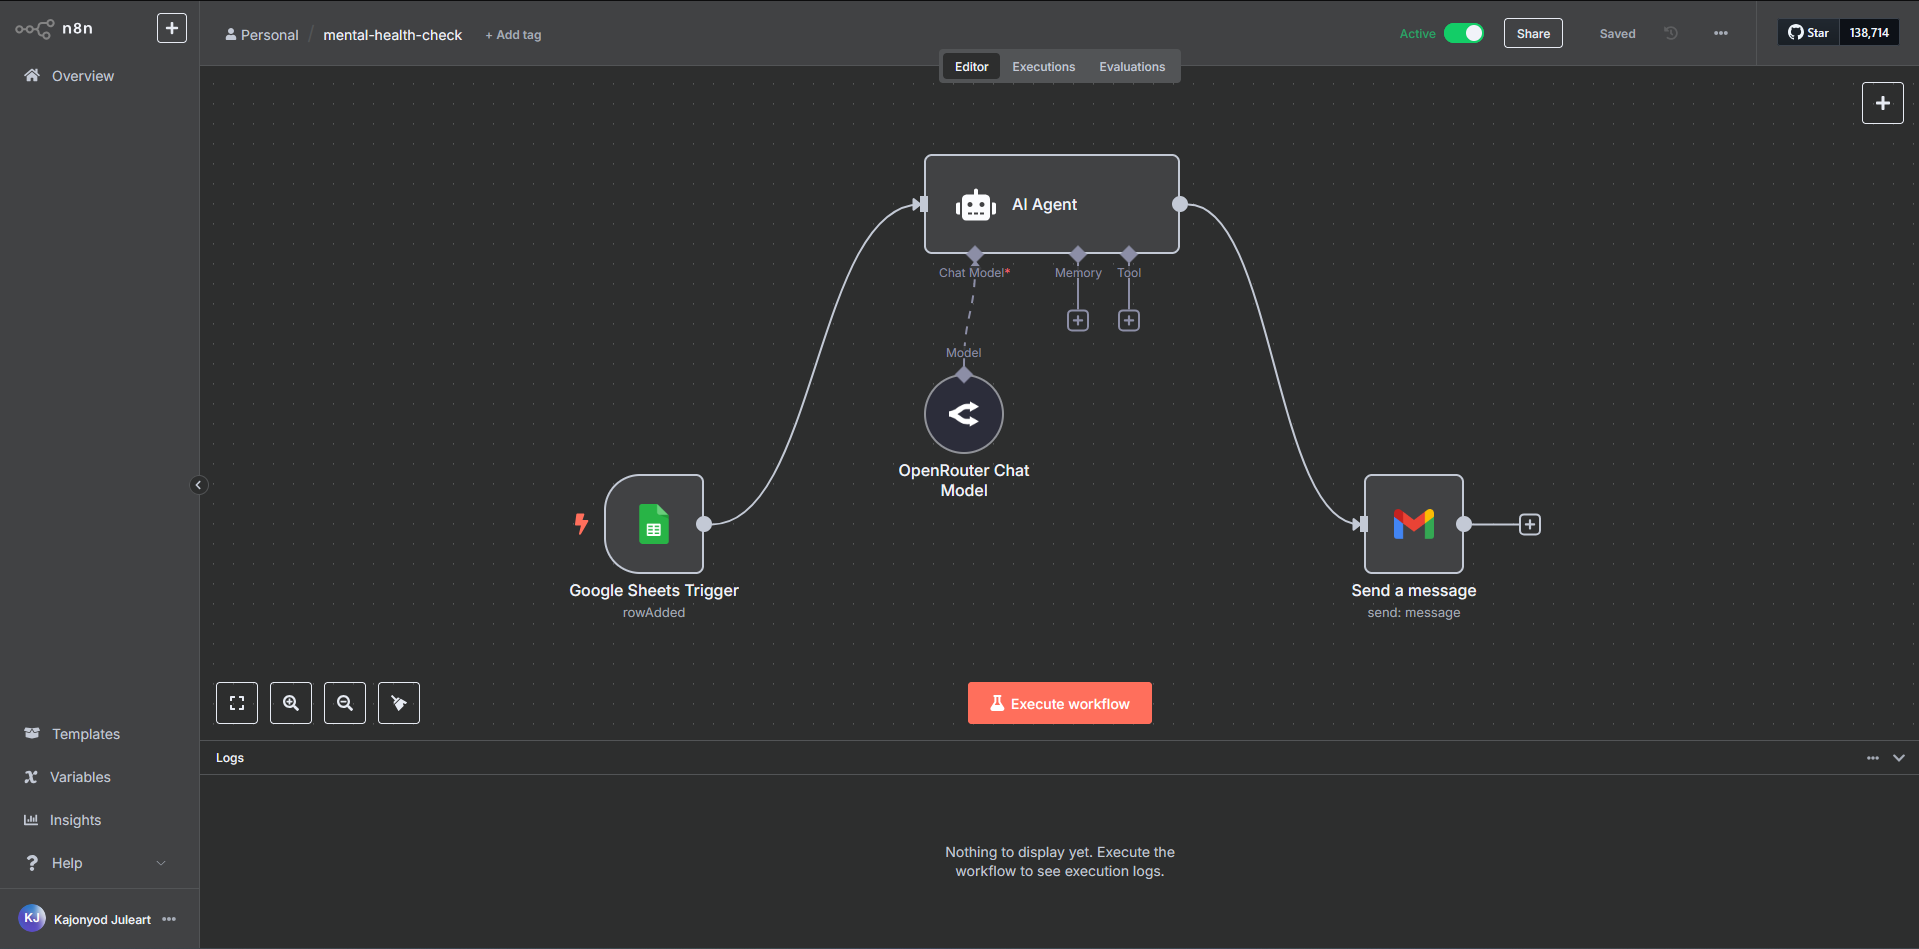 n8n
Personal / mental-health-check + Add tag
Active
Share
Saved
Star 138,714
Overview
Editor Executions Evaluations
AI Agent
Chat Model* Memory Tool
Model
OpenRouter Chat
Model
Google Sheets Trigger
rowAdded
Send a message
send: message
Execute workflow
Logs
Nothing to display yet. Execute the
workflow to see execution logs.
Templates
Variables
Insights
Help
KJ Kajonyod Juleart